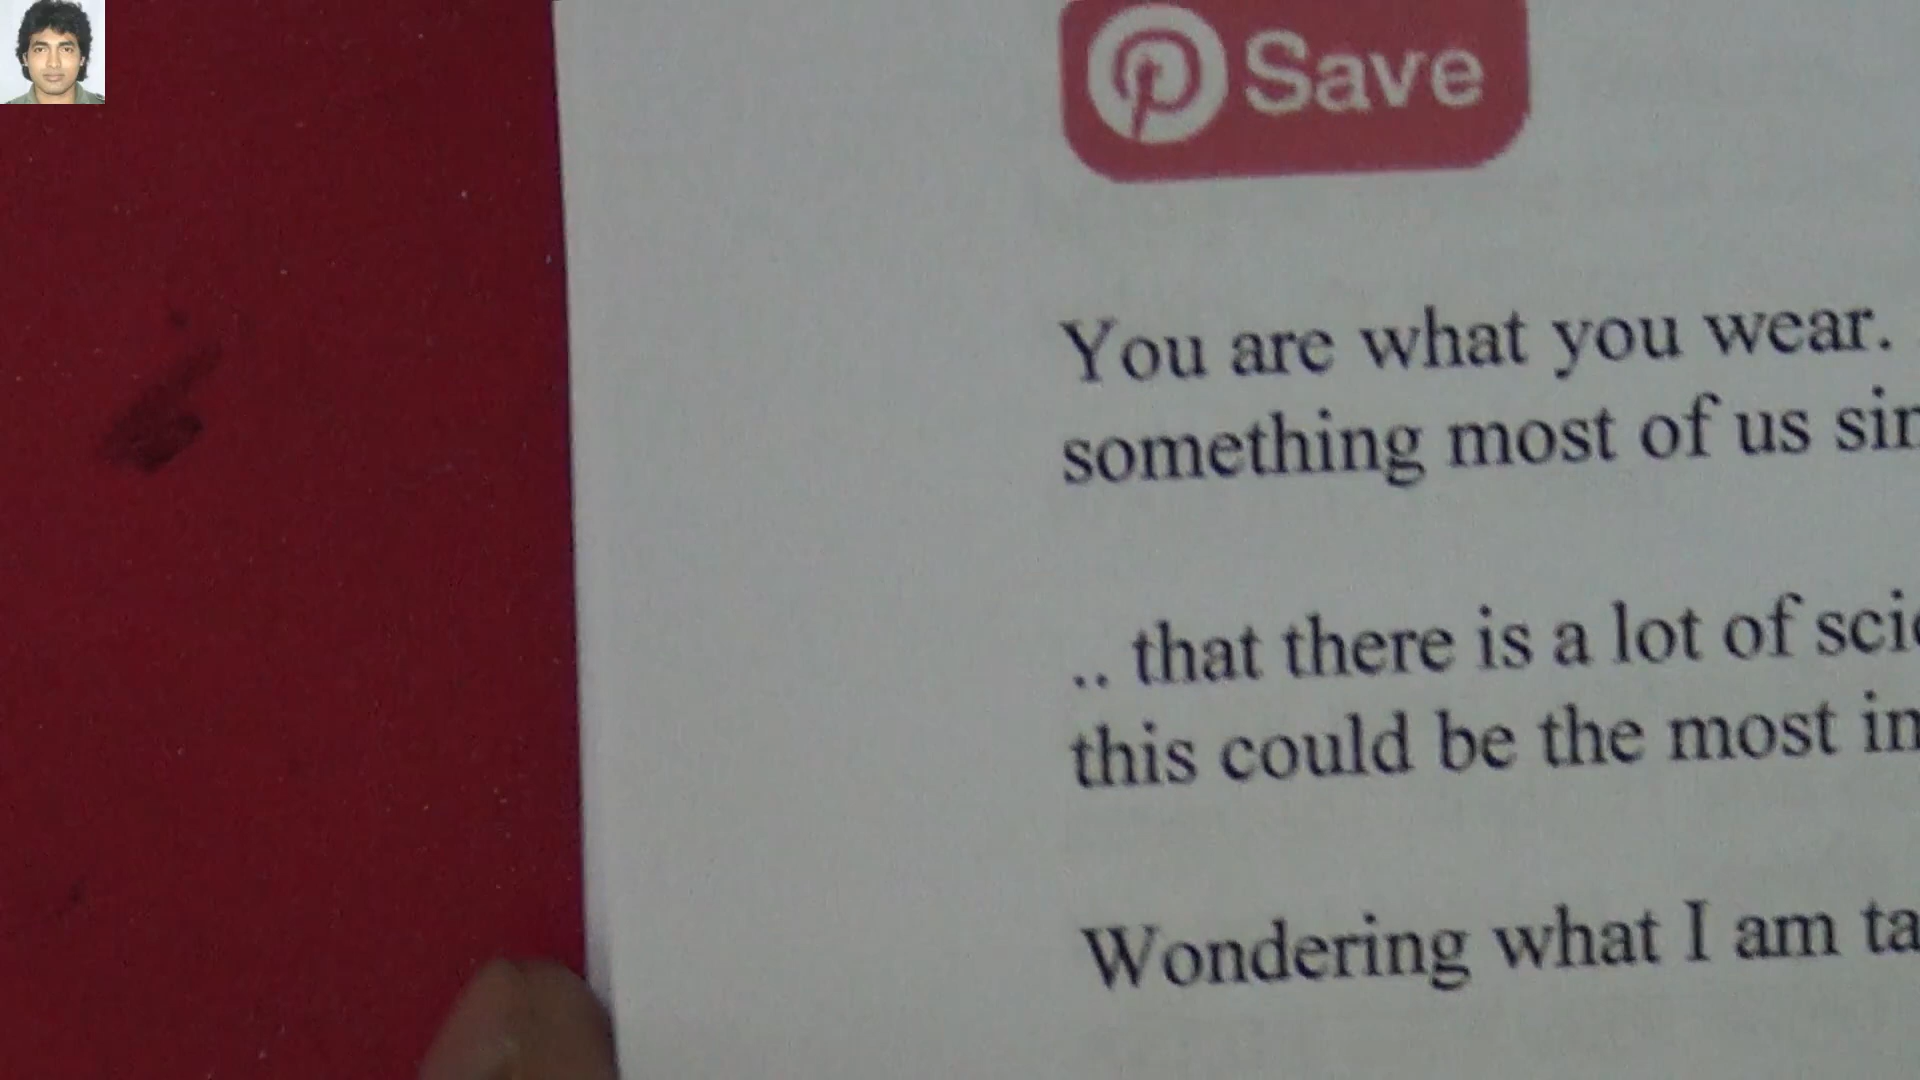 Save
You are what you wear.
something most of us
.. that there is a lot of
this could be the most
Wondering what I am